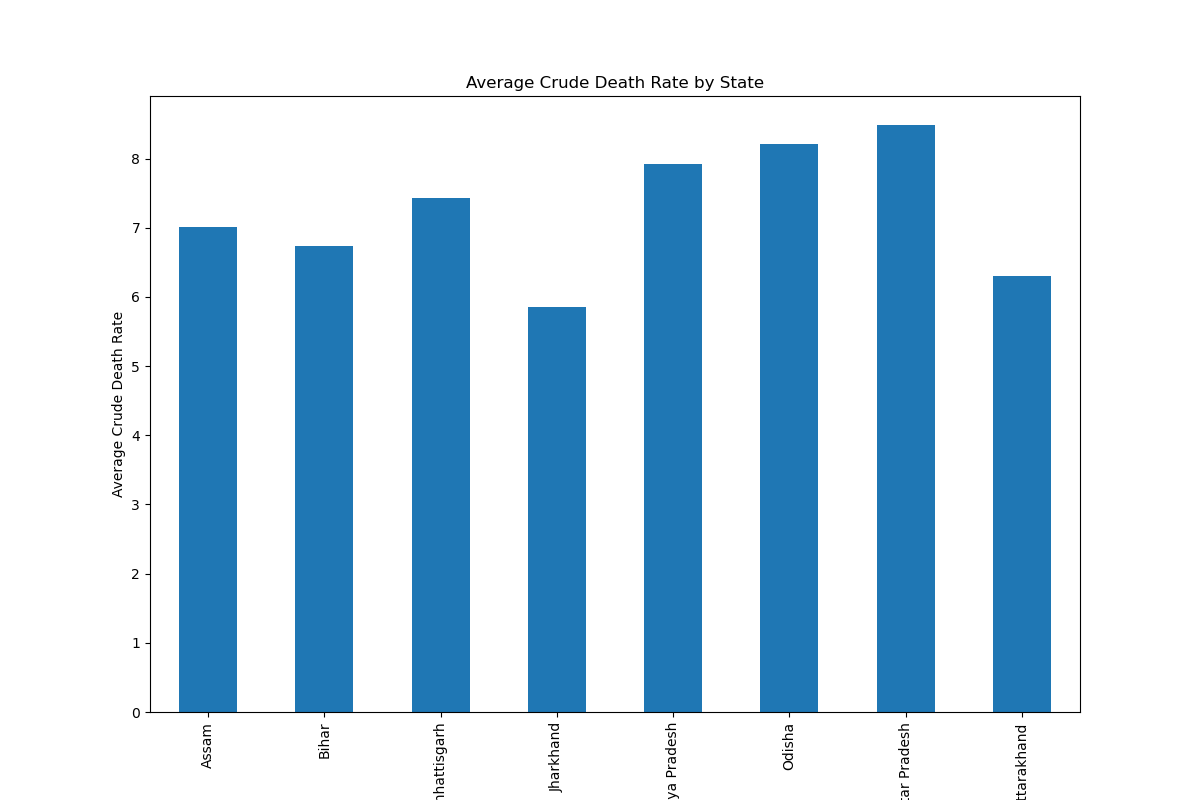 Average Crude Death Rate by State
Average Crude Death Rate
8
7
6
5
4
3
2
1
0
Assam
Bihar
hhattisgarh
Jharkhand
ya Pradesh
Odisha
tar Pradesh
ttarakhand